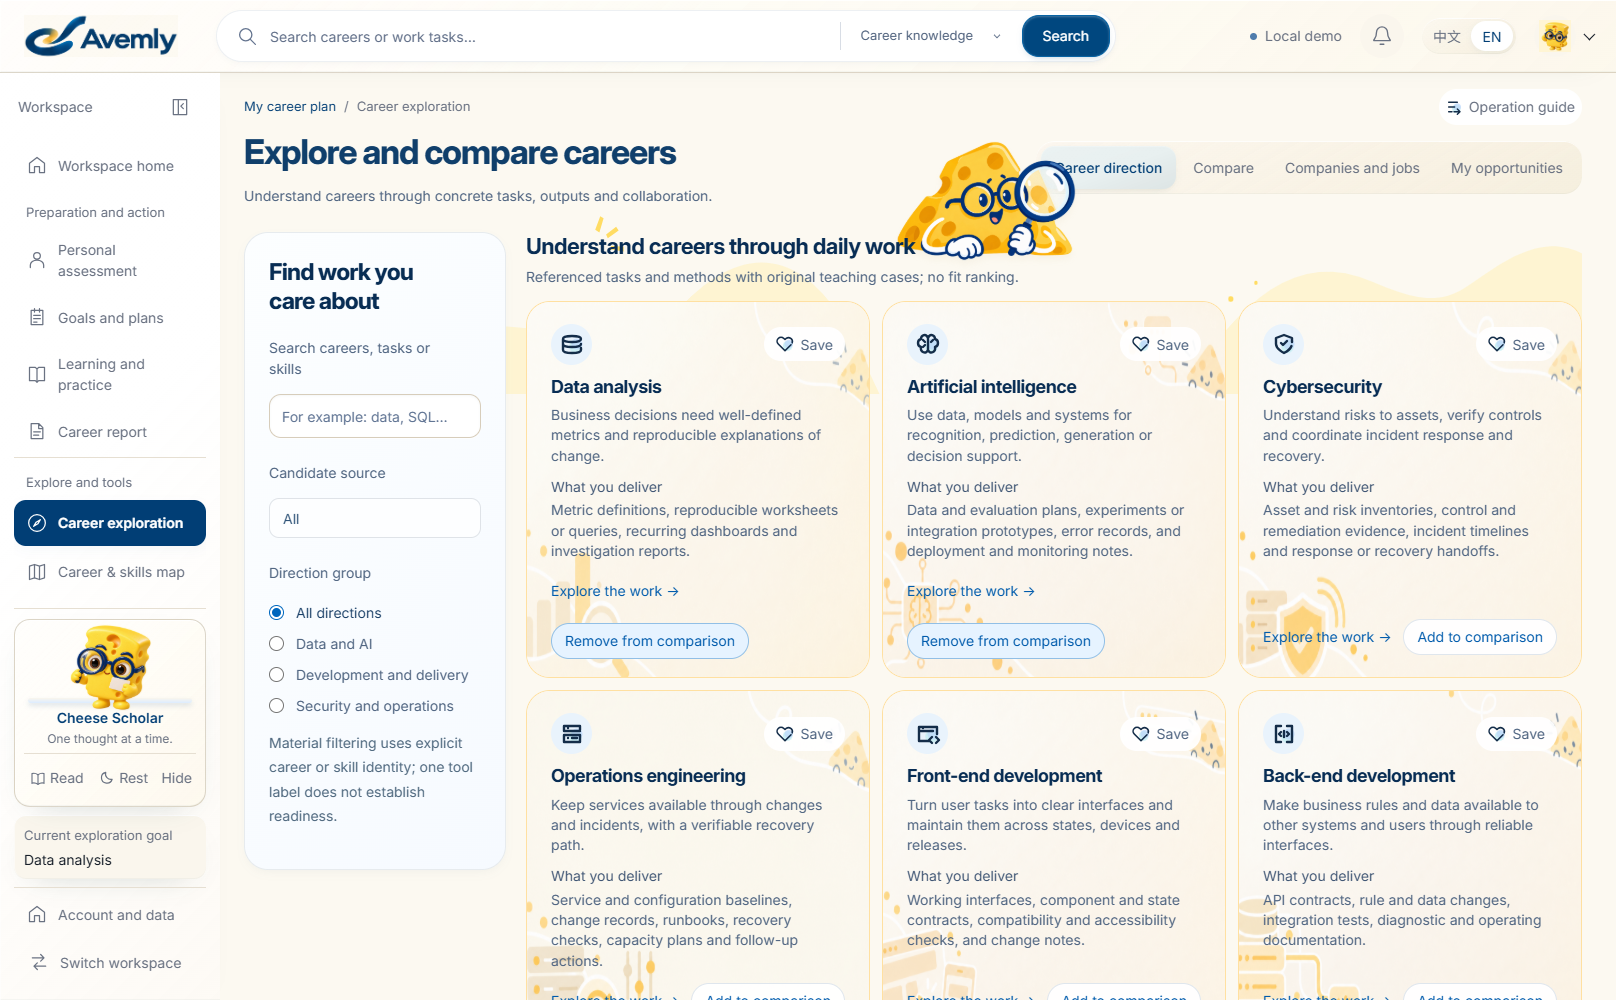 Avemly
Search careers or work tasks...
Career knowledge
Search
Local demo
中文
EN
Workspace
Workspace home
Preparation and action
Personal
assessment
Goals and plans
Learning and
practice
Career report
Explore and tools
Career exploration
Career & skills map
Cheese Scholar
One thought at a time.
Read
Rest
Hide
Current exploration goal
Data analysis
Account and data
Switch workspace
My career plan / Career exploration
Operation guide
Explore and compare careers
Understand careers through concrete tasks, outputs and collaboration.
Career direction
Compare
Companies and jobs
My opportunities
Find work you
care about
Search careers, tasks or
skills
For example: data, SQL...
Candidate source
All
Direction group
All directions
Data and AI
Development and delivery
Security and operations
Material filtering uses explicit
career or skill identity; one tool
label does not establish
readiness.
Understand careers through daily work
Referenced tasks and methods with original teaching cases; no fit ranking.
Save
Data analysis
Business decisions need well-defined
metrics and reproducible explanations of
change.
What you deliver
Metric definitions, reproducible worksheets
or queries, recurring dashboards and
investigation reports.
Explore the work →
Remove from comparison
Save
Artificial intelligence
Use data, models and systems for
recognition, prediction, generation or
decision support.
What you deliver
Data and evaluation plans, experiments or
integration prototypes, error records, and
deployment and monitoring notes.
Explore the work →
Remove from comparison
Save
Cybersecurity
Understand risks to assets, verify controls
and coordinate incident response and
recovery.
What you deliver
Asset and risk inventories, control and
remediation evidence, incident timelines
and response or recovery handoffs.
Explore the work →
Add to comparison
Save
Operations engineering
Keep services available through changes
and incidents, with a verifiable recovery
path.
What you deliver
Service and configuration baselines,
change records, runbooks, recovery
checks, capacity plans and follow-up
actions.
Explore the work →
Add to comparison
Save
Front-end development
Turn user tasks into clear interfaces and
maintain them across states, devices and
releases.
What you deliver
Working interfaces, component and state
contracts, compatibility and accessibility
checks, and change notes.
Explore the work →
Add to comparison
Save
Back-end development
Make business rules and data available to
other systems and users through reliable
interfaces.
What you deliver
API contracts, rule and data changes,
integration tests, diagnostic and operating
documentation.
Explore the work →
Add to comparison